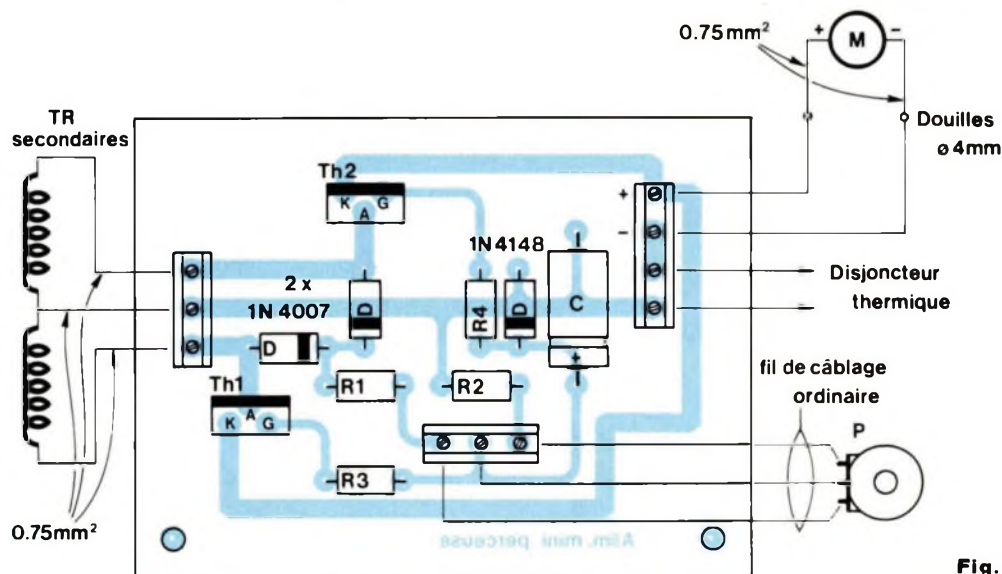 0.75mm²
+ M -
TR
secondaires
Douilles
ø 4mm
Th2
K A G
+
-
1N4148
2 x
1N 4007
D
R4
D
C
+
Disjoncteur
thermique
D
R1
R2
fil de câblage
ordinaire
Th1
K A G
P
R3
0.75mm²
Alim. mini perceuse
Fig.